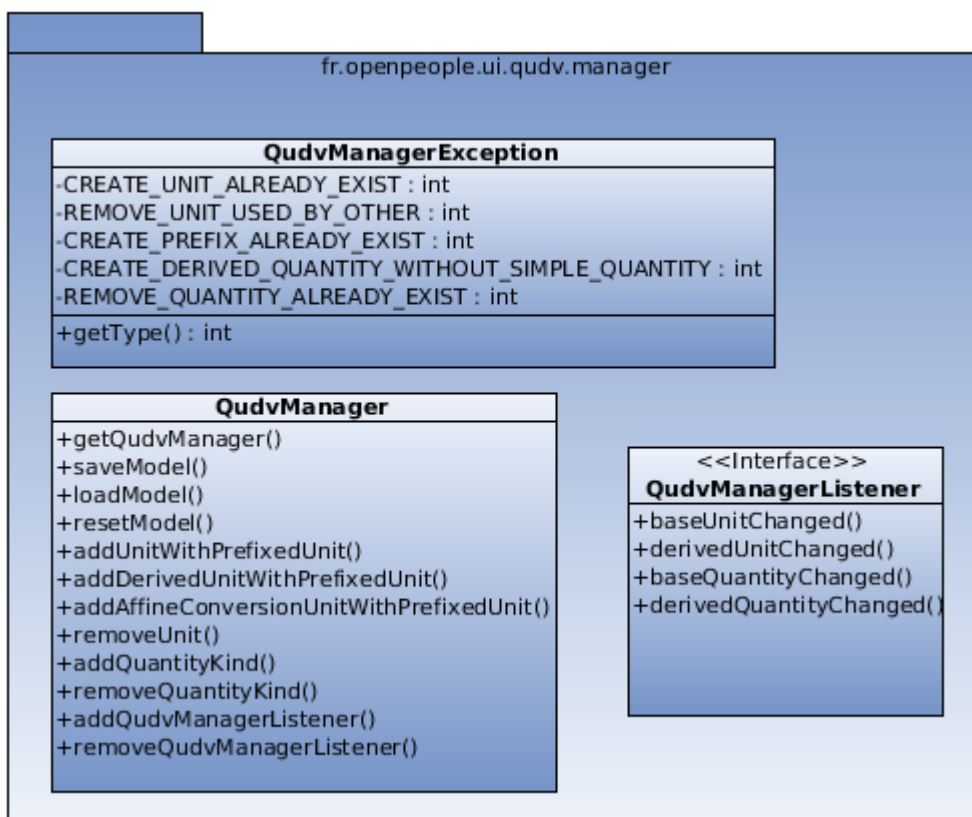 fr.openpeople.ui.qudv.manager
QudvManagerException
-CREATE_UNIT_ALREADY_EXIST : int
-REMOVE_UNIT_USED_BY_OTHER : int
-CREATE_PREFIX_ALREADY_EXIST : int
-CREATE_DERIVED_QUANTITY_WITHOUT_SIMPLE_QUANTITY : int
-REMOVE_QUANTITY_ALREADY_EXIST : int
+getType() : int
QudvManager
+getQudvManager()
+saveModel()
+loadModel()
+resetModel()
+addUnitWithPrefixedUnit()
+addDerivedUnitWithPrefixedUnit()
+addAffineConversionUnitWithPrefixedUnit()
+removeUnit()
+addQuantityKind()
+removeQuantityKind()
+addQudvManagerListener()
+removeQudvManagerListener()
<<Interface>>
QudvManagerListener
+baseUnitChanged()
+derivedUnitChanged()
+baseQuantityChanged()
+derivedQuantityChanged()